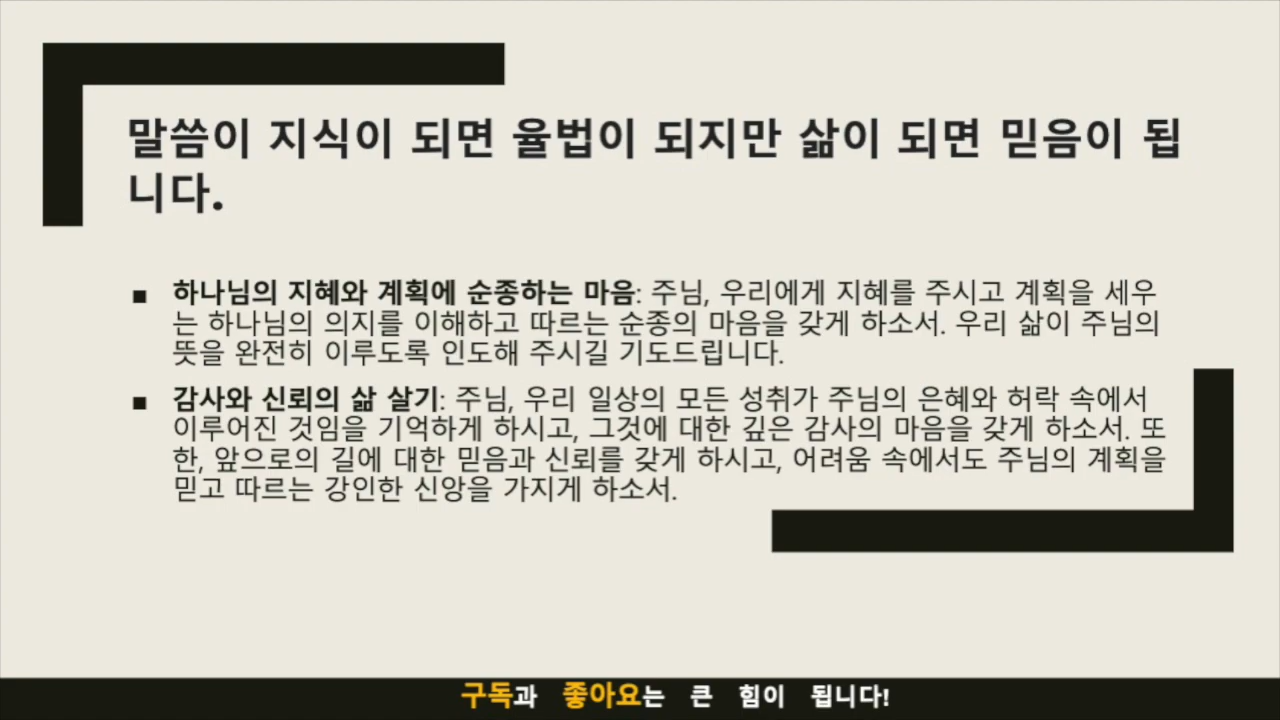 말씀이 지식이 되면 율법이 되지만 삶이 되면 믿음이 됩
니다.
■ 하나님의 지혜와 계획에 순종하는 마음: 주님, 우리에게 지혜를 주시고 계획을 세우
는 하나님의 의지를 이해하고 따르는 순종의 마음을 갖게 하소서. 우리 삶이 주님의
뜻을 완전히 이루도록 인도해 주시길 기도드립니다.
■ 감사와 신뢰의 삶 살기: 주님, 우리 일상의 모든 성취가 주님의 은혜와 허락 속에서
이루어진 것임을 기억하게 하시고, 그것에 대한 깊은 감사의 마음을 갖게 하소서. 또
한, 앞으로의 길에 대한 믿음과 신뢰를 갖게 하시고, 어려움 속에서도 주님의 계획을
믿고 따르는 강인한 신앙을 가지게 하소서.
구독과 좋아요는 큰 힘이 됩니다!